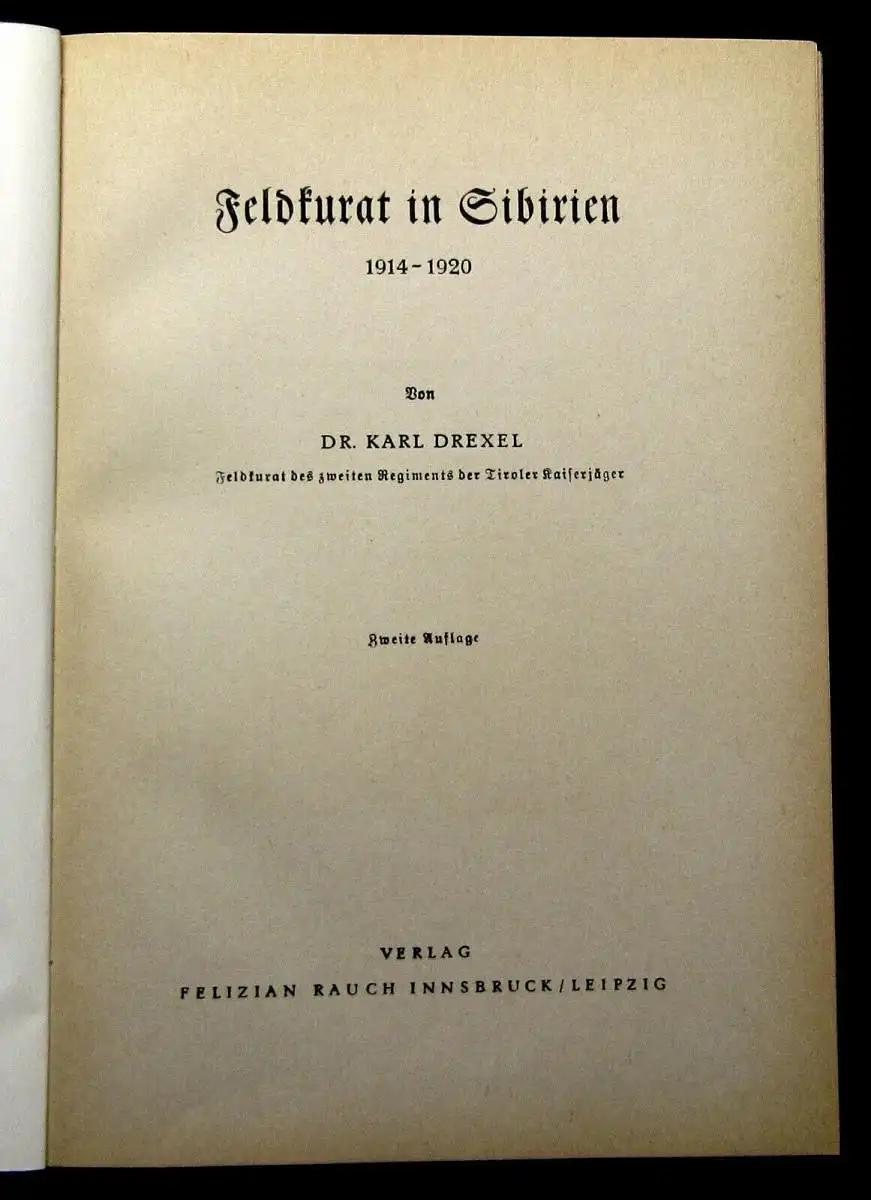 Feldkurat in Sibirien
1914-1920
Von
DR. KARL DREXEL
Feldkurat des zweiten Regiments der Tiroler Kaiserjäger
Zweite Auflage
VERLAG
FELIZIAN RAUCH INNSBRUCK/LEIPZIG